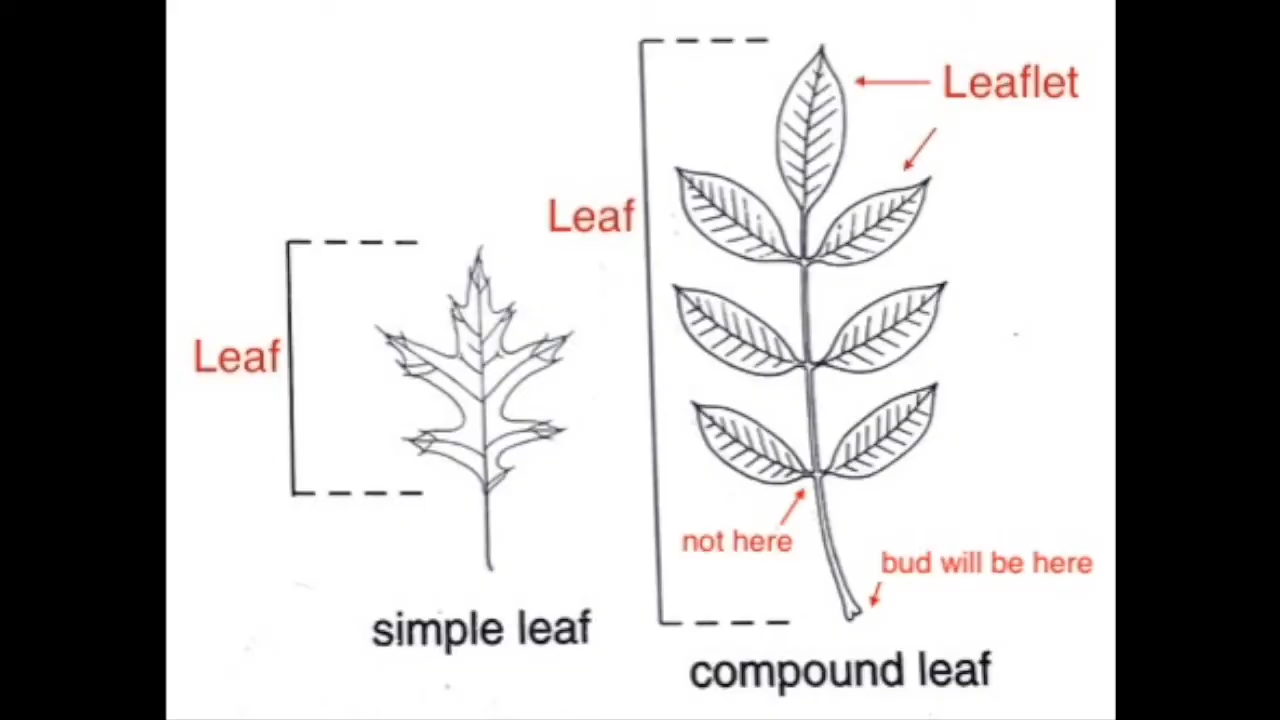 Leaflet
Leaf
Leaf
not here
bud will be here
simple leaf
compound leaf